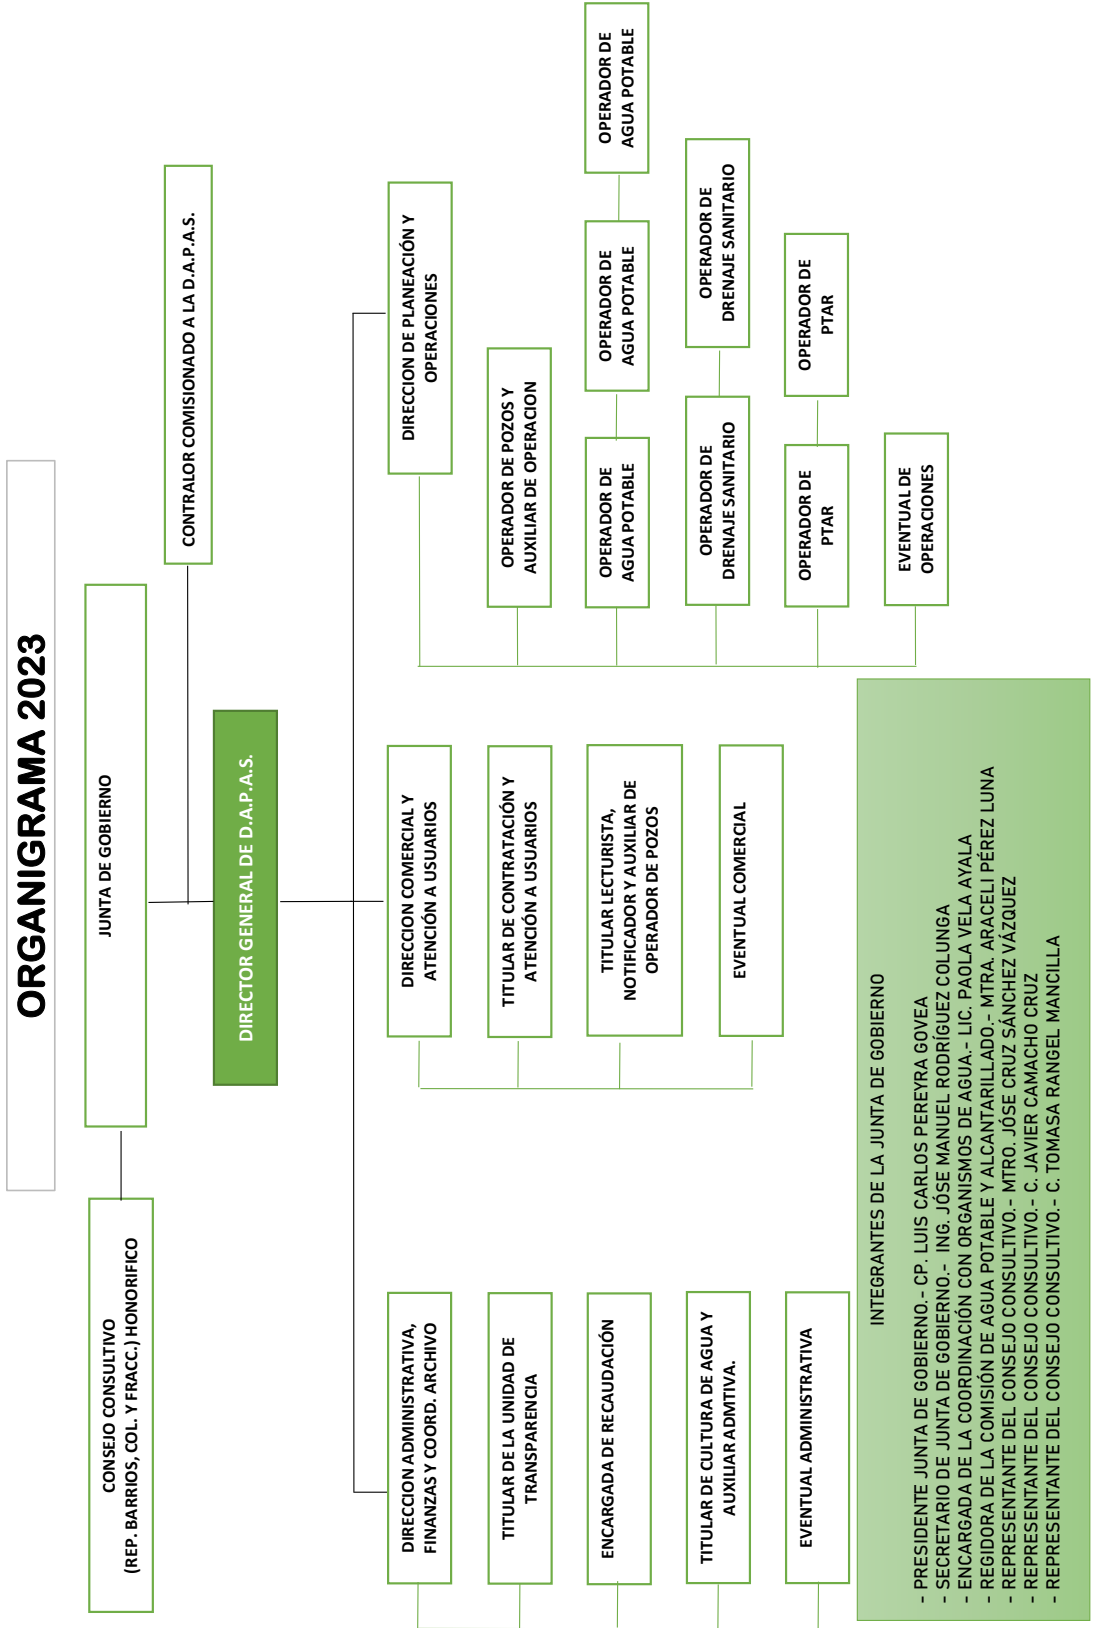 ORGANIGRAMA 2023
CONSEJO CONSULTIVO
(REP. BARRIOS, COL. Y FRACC.) HONORIFICO
JUNTA DE GOBIERNO
CONTRALOR COMISIONADO A LA D.A.P.A.S.
DIRECTOR GENERAL DE D.A.P.A.S.
DIRECCION ADMINISTRATIVA,
FINANZAS Y COORD. ARCHIVO
TITULAR DE LA UNIDAD DE
TRANSPARENCIA
ENCARGADA DE RECAUDACIÓN
TITULAR DE CULTURA DE AGUA Y
AUXILIAR ADMTIVA.
EVENTUAL ADMINISTRATIVA
DIRECCION COMERCIAL Y
ATENCIÓN A USUARIOS
TITULAR DE CONTRATACIÓN Y
ATENCIÓN A USUARIOS
TITULAR LECTURISTA,
NOTIFICADOR Y AUXILIAR DE
OPERADOR DE POZOS
EVENTUAL COMERCIAL
DIRECCION DE PLANEACIÓN Y
OPERACIONES
OPERADOR DE POZOS Y
AUXILIAR DE OPERACION
OPERADOR DE
AGUA POTABLE
OPERADOR DE
AGUA POTABLE
OPERADOR DE
AGUA POTABLE
OPERADOR DE
DRENAJE SANITARIO
OPERADOR DE
DRENAJE SANITARIO
OPERADOR DE
PTAR
OPERADOR DE
PTAR
EVENTUAL DE
OPERACIONES
INTEGRANTES DE LA JUNTA DE GOBIERNO
- PRESIDENTE JUNTA DE GOBIERNO.- CP. LUIS CARLOS PEREYRA GOVEA
- SECRETARIO DE JUNTA DE GOBIERNO.- ING. JÓSE MANUEL RODRÍGUEZ COLUNGA
- ENCARGADA DE LA COORDINACIÓN CON ORGANISMOS DE AGUA.- LIC. PAOLA VELA AYALA
- REGIDORA DE LA COMISIÓN DE AGUA POTABLE Y ALCANTARILLADO.- MTRA. ARACELI PÉREZ LUNA
- REPRESENTANTE DEL CONSEJO CONSULTIVO.- MTRO. JÓSE CRUZ SÁNCHEZ VÁZQUEZ
- REPRESENTANTE DEL CONSEJO CONSULTIVO.- C. JAVIER CAMACHO CRUZ
- REPRESENTANTE DEL CONSEJO CONSULTIVO.- C. TOMASA RANGEL MANCILLA